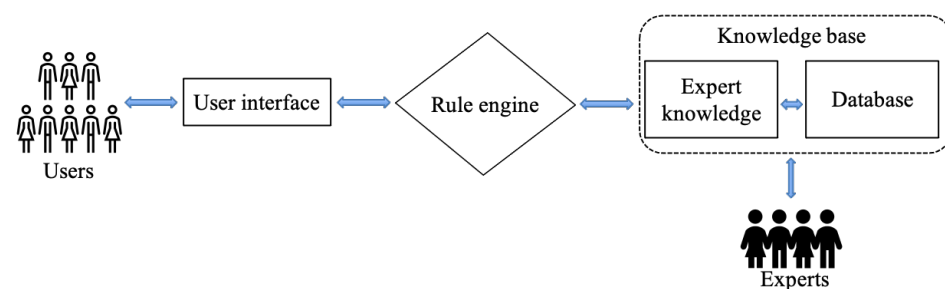 Knowledge base
User interface
Rule engine
Expert
knowledge
Database
Users
Experts